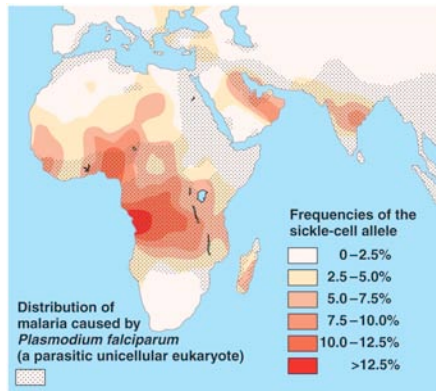 Frequencies of the
sickle-cell allele
0–2.5%
2.5–5.0%
5.0–7.5%
7.5–10.0%
10.0–12.5%
>12.5%
Distribution of
malaria caused by
Plasmodium falciparum
(a parasitic unicellular eukaryote)